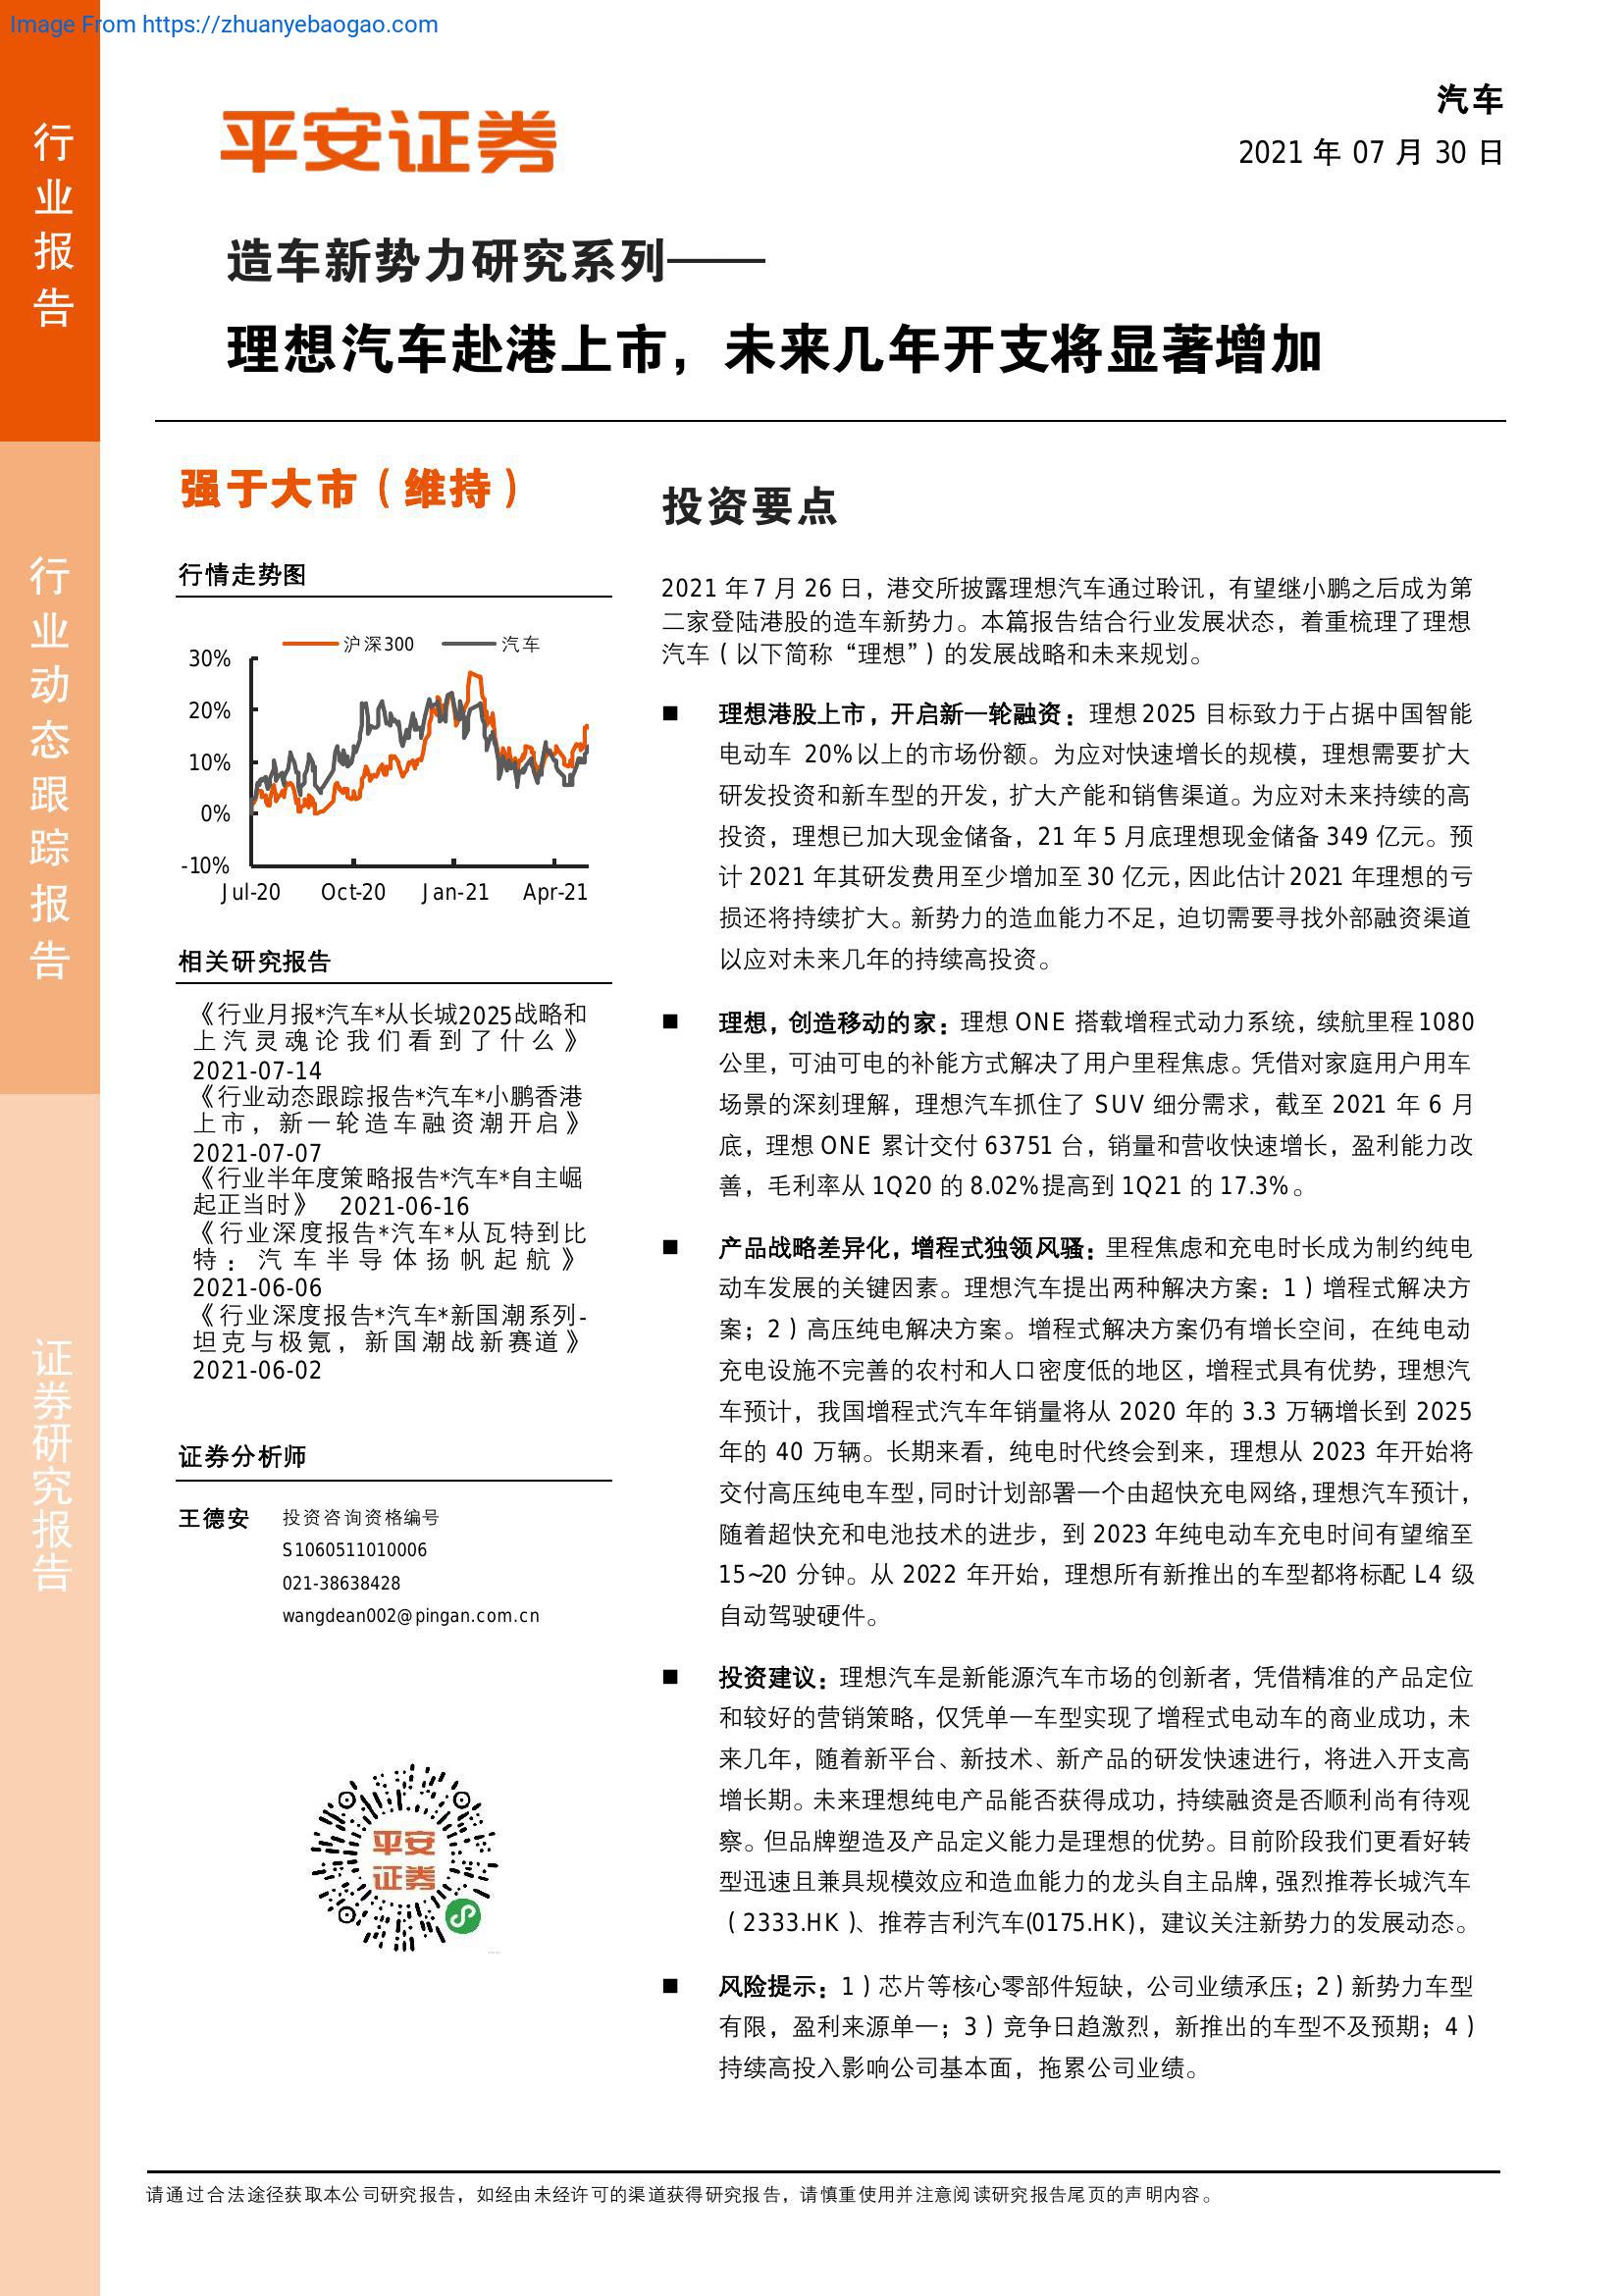 Image From https://zhuanyebaogao.com
行业报告
行业动态跟踪报告
证券研究报告
平安证券
汽车
2021 年 07 月 30 日
造车新势力研究系列——
理想汽车赴港上市，未来几年开支将显著增加
强于大市（维持）
行情走势图
沪深300 汽车
30%
20%
10%
0%
-10%
Jul-20 Oct-20 Jan-21 Apr-21
相关研究报告
《行业月报*汽车*从长城2025战略和
上汽灵魂论我们看到了什么》
2021-07-14
《行业动态跟踪报告*汽车*小鹏香港
上市，新一轮造车融资潮开启》
2021-07-07
《行业半年度策略报告*汽车*自主崛
起正当时》 2021-06-16
《行业深度报告*汽车*从瓦特到比
特：汽车半导体扬帆起航》
2021-06-06
《行业深度报告*汽车*新国潮系列-
坦克与极氪，新国潮战新赛道》
2021-06-02
证券分析师
王德安 投资咨询资格编号
S1060511010006
021-38638428
wangdean002@pingan.com.cn
平安
证券
投资要点
2021 年 7 月 26 日，港交所披露理想汽车通过聆讯，有望继小鹏之后成为第
二家登陆港股的造车新势力。本篇报告结合行业发展状态，着重梳理了理想
汽车（以下简称“理想”）的发展战略和未来规划。
■ 理想港股上市，开启新一轮融资：理想 2025 目标致力于占据中国智能
电动车 20%以上的市场份额。为应对快速增长的规模，理想需要扩大
研发投资和新车型的开发，扩大产能和销售渠道。为应对未来持续的高
投资，理想已加大现金储备，21 年 5 月底理想现金储备 349 亿元。预
计 2021 年其研发费用至少增加至 30 亿元，因此估计 2021 年理想的亏
损还将持续扩大。新势力的造血能力不足，迫切需要寻找外部融资渠道
以应对未来几年的持续高投资。
■ 理想，创造移动的家：理想 ONE 搭载增程式动力系统，续航里程 1080
公里，可油可电的补能方式解决了用户里程焦虑。凭借对家庭用户用车
场景的深刻理解，理想汽车抓住了 SUV 细分需求，截至 2021 年 6 月
底，理想 ONE 累计交付 63751 台，销量和营收快速增长，盈利能力改
善，毛利率从 1Q20 的 8.02%提高到 1Q21 的 17.3%。
■ 产品战略差异化，增程式独领风骚：里程焦虑和充电时长成为制约纯电
动车发展的关键因素。理想汽车提出两种解决方案：1）增程式解决方
案；2）高压纯电解决方案。增程式解决方案仍有增长空间，在纯电动
充电设施不完善的农村和人口密度低的地区，增程式具有优势，理想汽
车预计，我国增程式汽车年销量将从 2020 年的 3.3 万辆增长到 2025
年的 40 万辆。长期来看，纯电时代终会到来，理想从 2023 年开始将
交付高压纯电车型，同时计划部署一个由超快充电网络，理想汽车预计，
随着超快充和电池技术的进步，到 2023 年纯电动车充电时间有望缩至
15~20 分钟。从 2022 年开始，理想所有新推出的车型都将标配 L4 级
自动驾驶硬件。
■ 投资建议：理想汽车是新能源汽车市场的创新者，凭借精准的产品定位
和较好的营销策略，仅凭单一车型实现了增程式电动车的商业成功，未
来几年，随着新平台、新技术、新产品的研发快速进行，将进入开支高
增长期。未来理想纯电产品能否获得成功，持续融资是否顺利尚有待观
察。但品牌塑造及产品定义能力是理想的优势。目前阶段我们更看好转
型迅速且兼具规模效应和造血能力的龙头自主品牌，强烈推荐长城汽车
（2333.HK）、推荐吉利汽车(0175.HK)，建议关注新势力的发展动态。
■ 风险提示：1）芯片等核心零部件短缺，公司业绩承压；2）新势力车型
有限，盈利来源单一；3）竞争日趋激烈，新推出的车型不及预期；4）
持续高投入影响公司基本面，拖累公司业绩。
请通过合法途径获取本公司研究报告，如经由未经许可的渠道获得研究报告，请慎重使用并注意阅读研究报告尾页的声明内容。